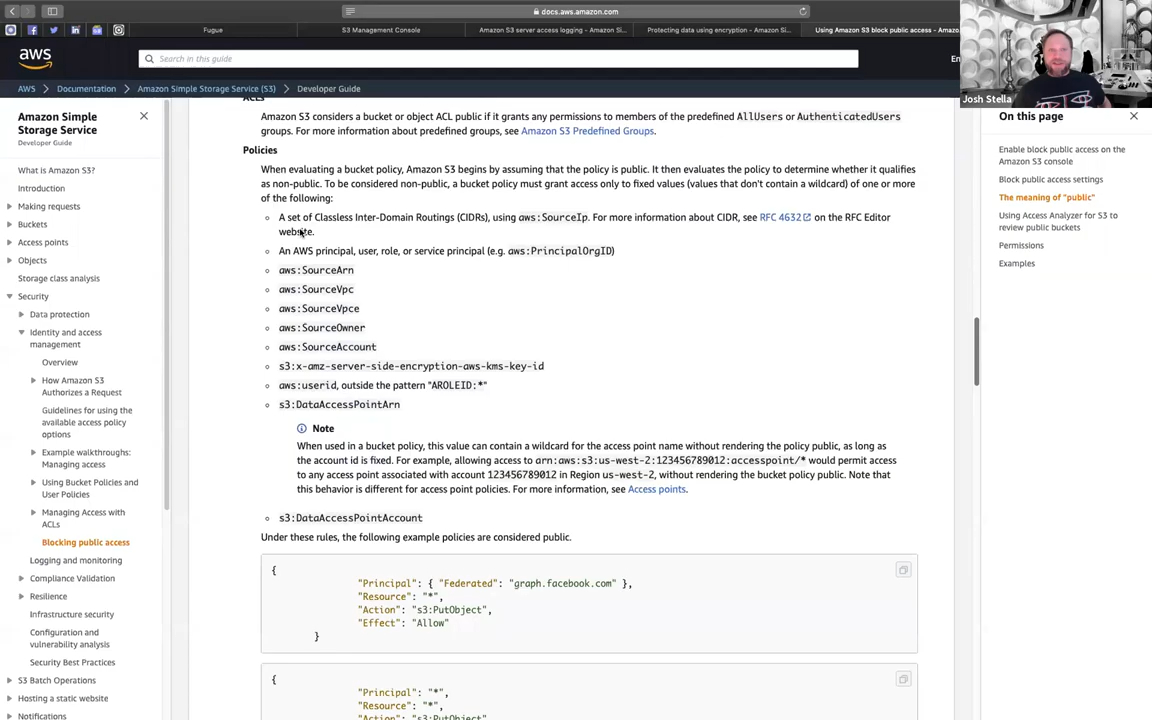 docs.aws.amazon.com
Fugue
S3 Management Console
Amazon S3 server access logging - Amazon Si...
Protecting data using encryption - Amazon Si...
Using Amazon S3 block public access - Amazo...
aws
Search in this guide
En
AWS
Documentation
Amazon Simple Storage Service (S3)
Developer Guide
Josh Stella
Amazon Simple
Storage Service
Developer Guide
What is Amazon S3?
Introduction
Making requests
Buckets
Access points
Objects
Storage class analysis
Security
Data protection
Identity and access
management
Overview
How Amazon S3
Authorizes a Request
Guidelines for using the
available access policy
options
Example walkthroughs:
Managing access
Using Bucket Policies and
User Policies
Managing Access with
ACLs
Blocking public access
Logging and monitoring
Compliance Validation
Resilience
Infrastructure security
Configuration and
vulnerability analysis
Security Best Practices
S3 Batch Operations
Hosting a static website
Notifications
ACLs
Amazon S3 considers a bucket or object ACL public if it grants any permissions to members of the predefined AllUsers or AuthenticatedUsers
groups. For more information about predefined groups, see Amazon S3 Predefined Groups.
Policies
When evaluating a bucket policy, Amazon S3 begins by assuming that the policy is public. It then evaluates the policy to determine whether it qualifies
as non-public. To be considered non-public, a bucket policy must grant access only to fixed values (values that don't contain a wildcard) of one or more
of the following:
A set of Classless Inter-Domain Routings (CIDRs), using aws:SourceIp. For more information about CIDR, see RFC 4632 on the RFC Editor
website.
An AWS principal, user, role, or service principal (e.g. aws:PrincipalOrgID)
aws:SourceArn
aws:SourceVpc
aws:SourceVpce
aws:SourceOwner
aws:SourceAccount
s3:x-amz-server-side-encryption-aws-kms-key-id
aws:userid, outside the pattern "AROLEID:*"
s3:DataAccessPointArn
Note
When used in a bucket policy, this value can contain a wildcard for the access point name without rendering the policy public, as long as
the account id is fixed. For example, allowing access to arn:aws:s3:us-west-2:123456789012:accesspoint/* would permit access
to any access point associated with account 123456789012 in Region us-west-2, without rendering the bucket policy public. Note that
this behavior is different for access point policies. For more information, see Access points.
s3:DataAccessPointAccount
Under these rules, the following example policies are considered public.
{
"Principal": { "Federated": "graph.facebook.com" },
"Resource": "*",
"Action": "s3:PutObject",
"Effect": "Allow"
}
{
"Principal": "*",
"Resource": "*",
"Action": "s3:PutObject",
On this page
Enable block public access on the
Amazon S3 console
Block public access settings
The meaning of "public"
Using Access Analyzer for S3 to
review public buckets
Permissions
Examples